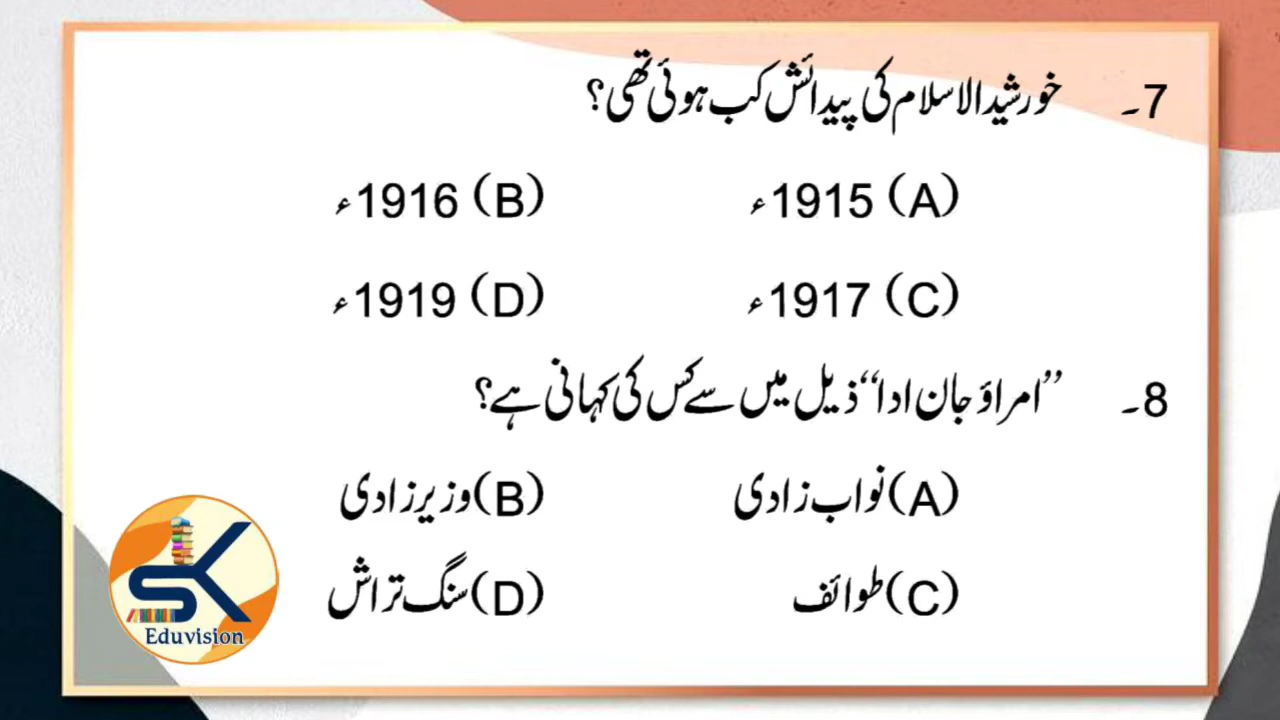 7۔ خورشید الاسلام کی پیدائش کب ہوئی تھی؟
(A) 1915ء (B) 1916ء
(C) 1917ء (D) 1919ء
8۔ ’’امراؤ جان ادا‘‘ ذیل میں سے کس کی کہانی ہے؟
(A) نواب زادی (B) وزیر زادی
(C) طوائف (D) سنگ تراش
SK
Eduvision